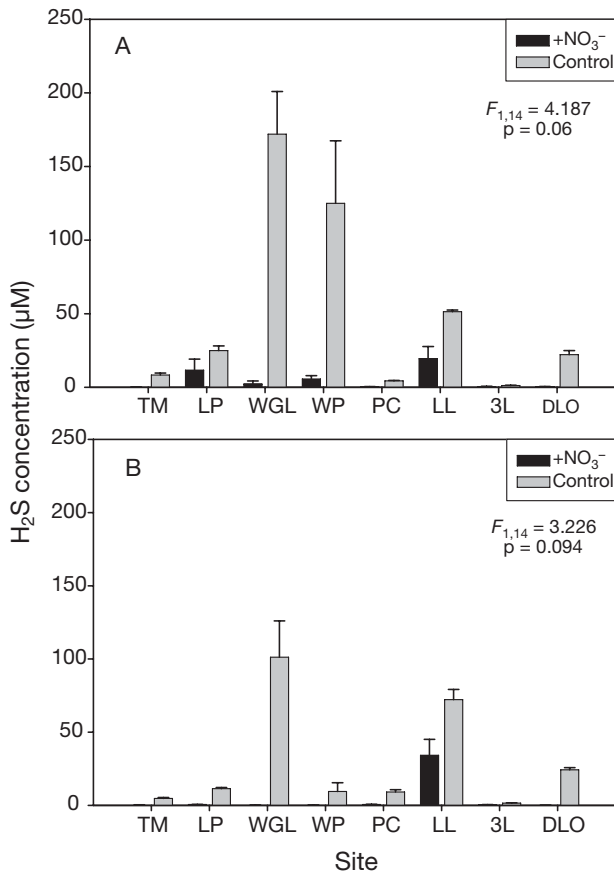 A
+NO₃⁻
Control
F₁,₁₄ = 4.187
p = 0.06
250
200
150
100
50
0
TM LP WGL WP PC LL 3L DLO
H₂S concentration (µM)
B
+NO₃⁻
Control
F₁,₁₄ = 3.226
p = 0.094
250
200
150
100
50
0
TM LP WGL WP PC LL 3L DLO
Site